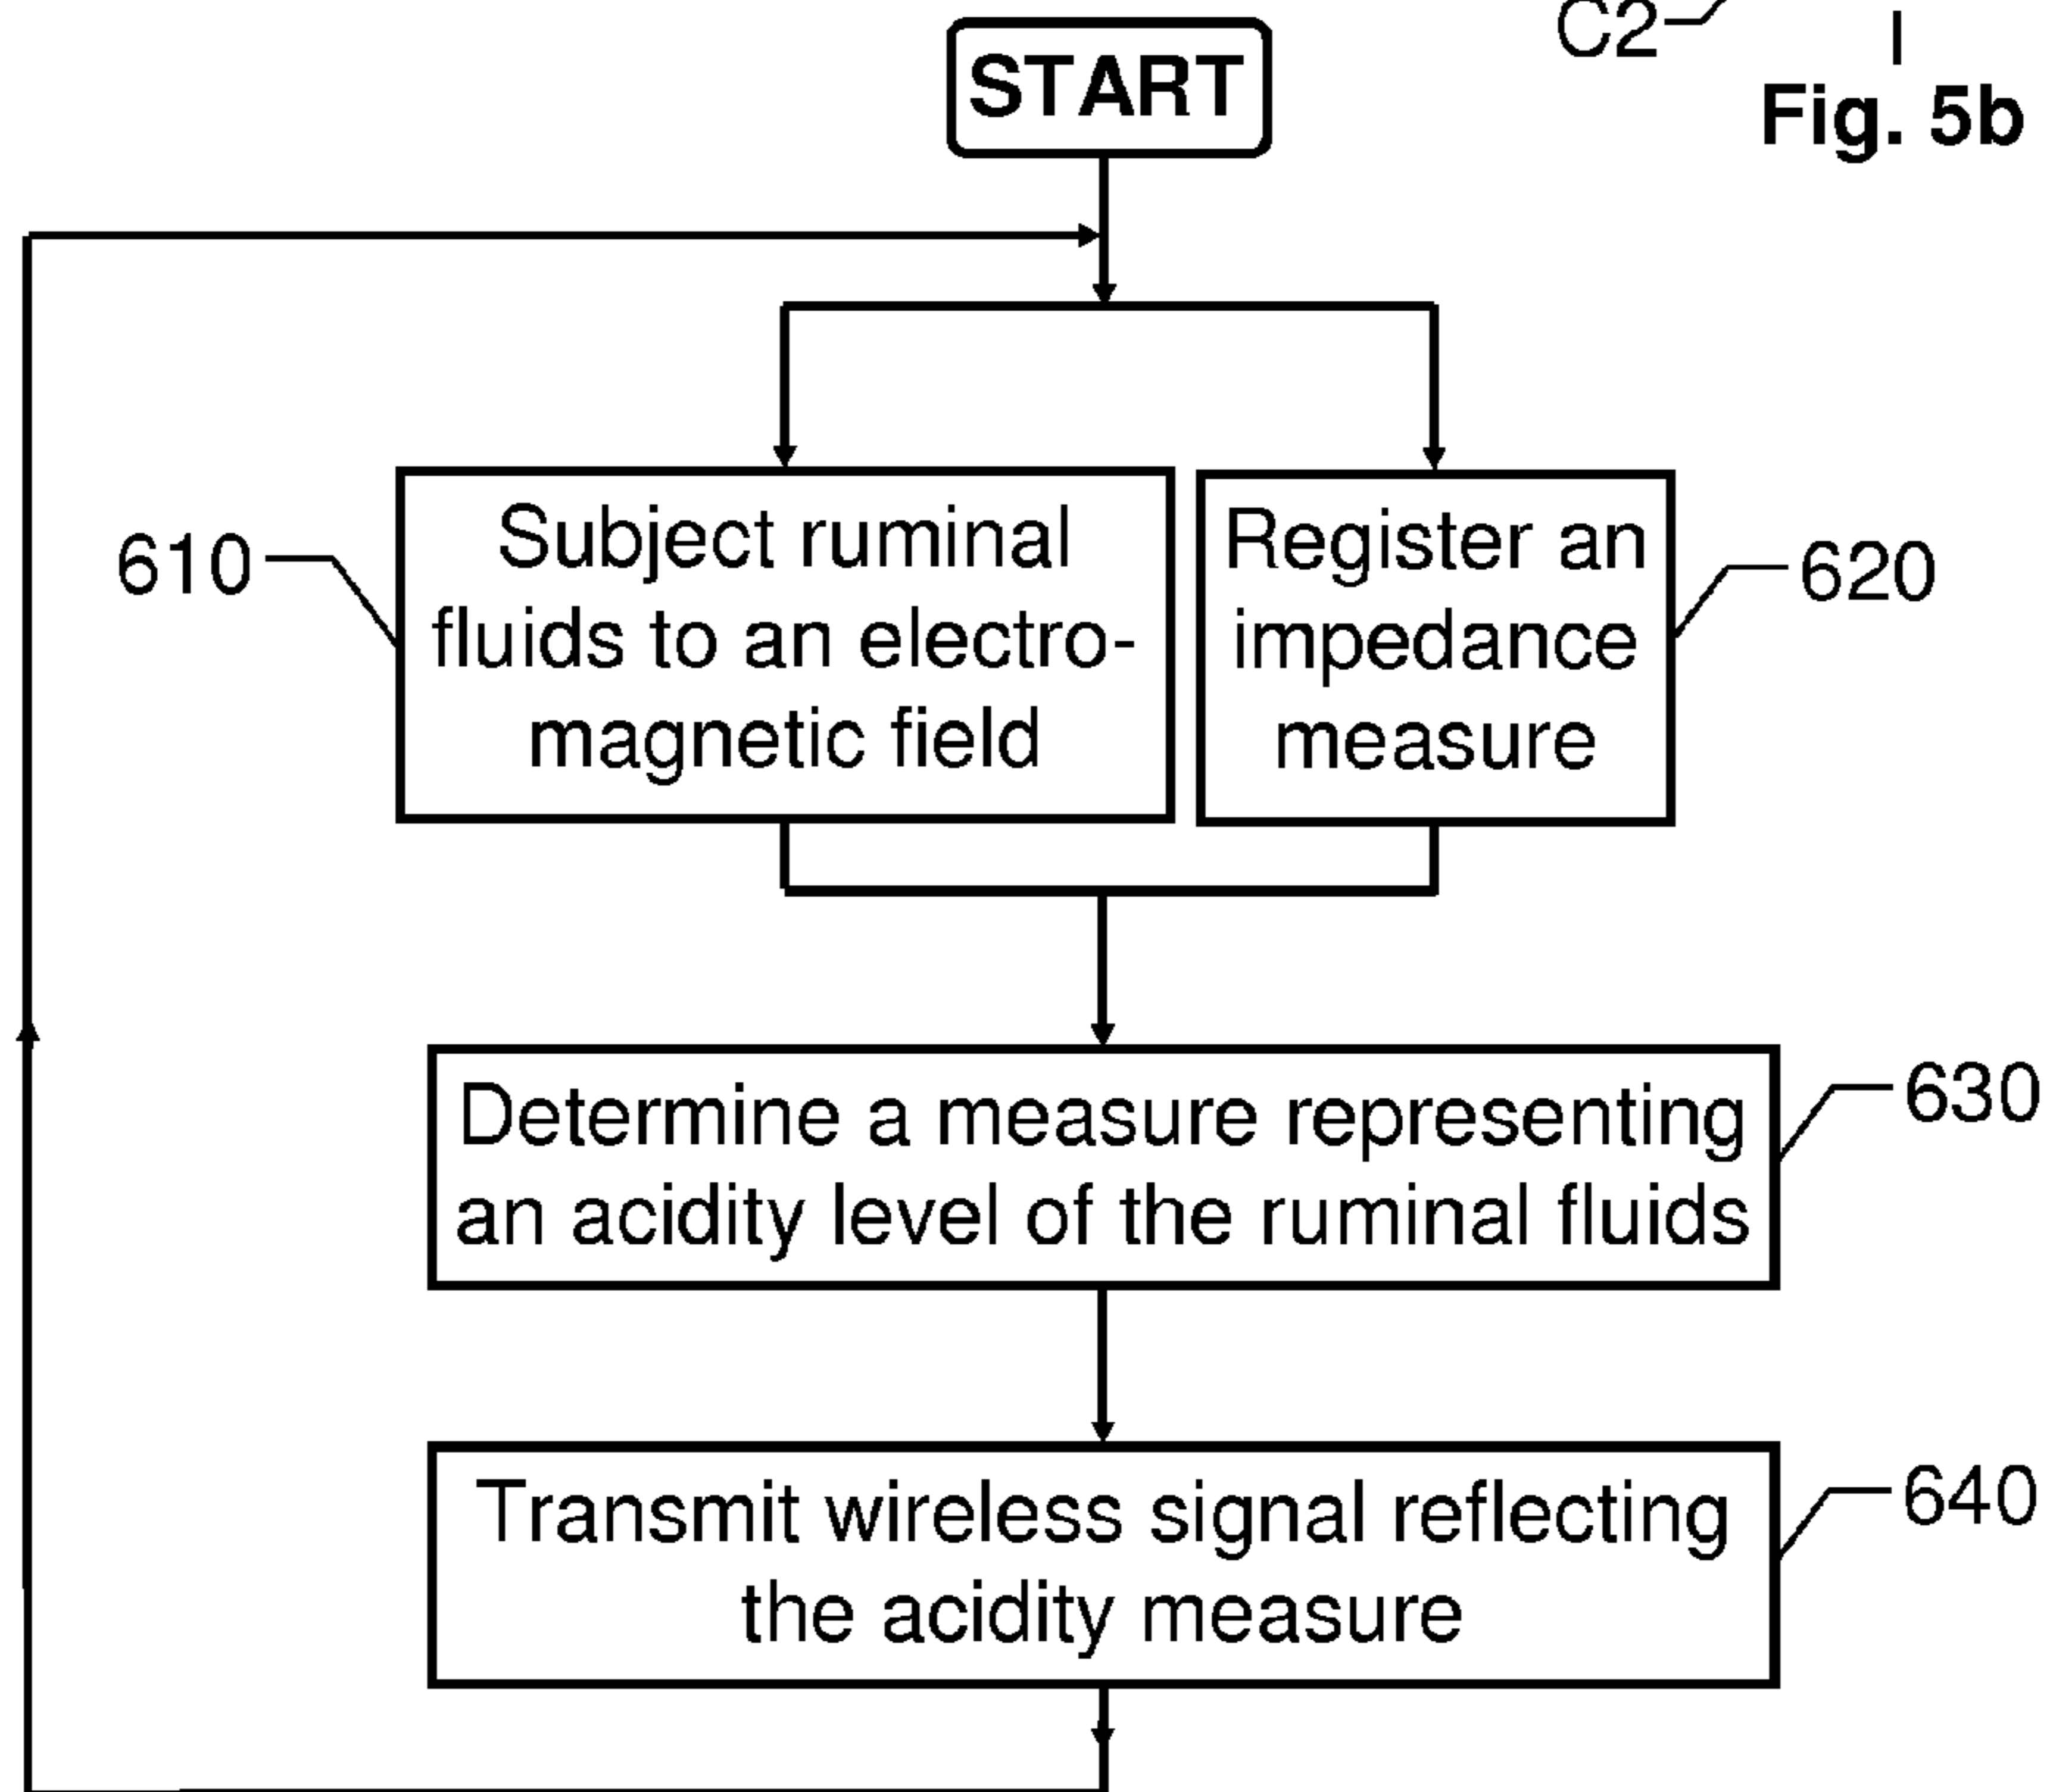 C2
START
Fig. 5b
Subject ruminal
fluids to an electro-
magnetic field
610
Register an
impedance
measure
620
Determine a measure representing
an acidity level of the ruminal fluids
630
Transmit wireless signal reflecting
the acidity measure
640